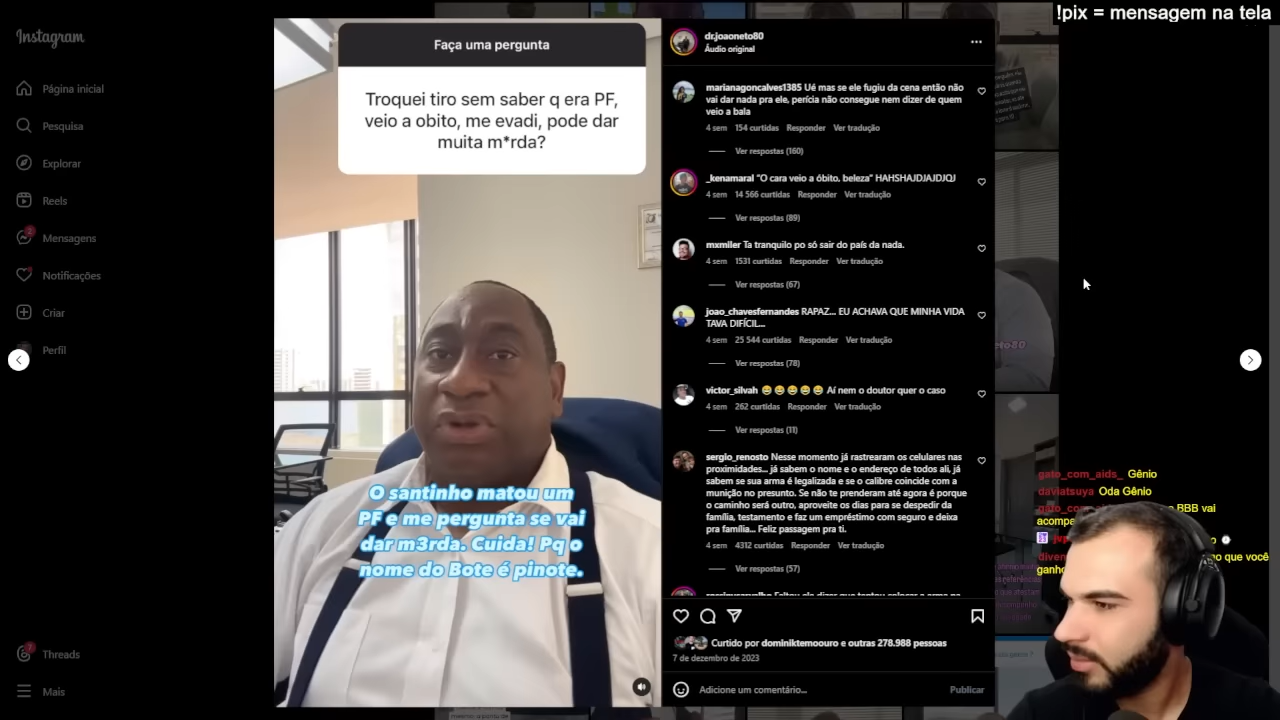 !pix = mensagem na tela
Instagram
Página inicial
Pesquisa
Explorar
Reels
2
Mensagens
Notificações
Criar
Perfil
Threads
Mais
Faça uma pergunta
Troquei tiro sem saber q era PF,
veio a obito, me evadi, pode dar
muita m*rda?
O santinho matou um
PF e me pergunta se vai
dar m3rda. Cuida! Pq o
nome do Bote é pinote.
dr.joaoneto80
Áudio original
marianagoncalves1385 Ué mas se ele fugiu da cena então não
vai dar nada pra ele, perícia não consegue nem dizer de quem
veio a bala
4 sem 154 curtidas Responder Ver tradução
Ver respostas (160)
_kenamaral “O cara veio a óbito, beleza” HAHSHAJDJAJDJQJ
4 sem 14 566 curtidas Responder Ver tradução
Ver respostas (89)
mxmiler Ta tranquilo po só sair do país da nada.
4 sem 1531 curtidas Responder Ver tradução
Ver respostas (67)
joao_chavesfernandes RAPAZ... EU ACHAVA QUE MINHA VIDA
TAVA DIFÍCIL...
4 sem 25 544 curtidas Responder Ver tradução
Ver respostas (78)
victor_silvah 😂😂😂😂😂 Aí nem o doutor quer o caso
4 sem 262 curtidas Responder Ver tradução
Ver respostas (11)
sergio_renosto Nesse momento já rastrearam os celulares nas
proximidades... já sabem o nome e o endereço de todos ali, já
sabem se sua arma é legalizada e se o calibre coincide com a
munição no presunto. Se não te prenderam até agora é porque
o caminho será outro, aproveite os dias para se despedir da
família, testamento e faz um empréstimo com seguro e deixa
pra família... Feliz passagem pra ti.
4 sem 4312 curtidas Responder Ver tradução
Ver respostas (57)
Curtido por dominiktemoouro e outras 278.988 pessoas
7 de dezembro de 2023
Adicione um comentário...
Publicar
gato_com_aids_ Gênio
daviatsuya Oda Gênio
BBB vai
que você